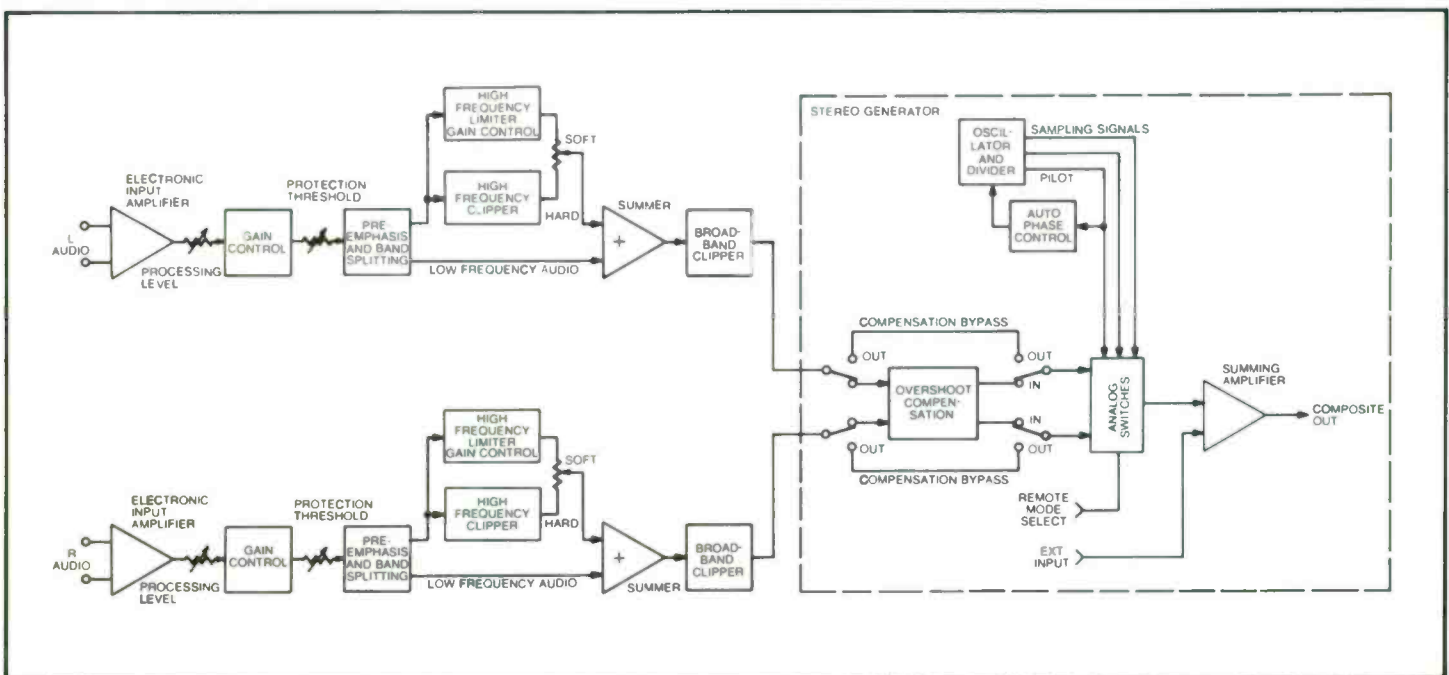 HIGH
FREQUENCY
LIMITER
GAIN CONTROL
SOFT
HIGH
FREQUENCY
CLIPPER
HARD
ELECTRONIC
INPUT
AMPLIFIER
PROTECTION
THRESHOLD
L
AUDIO
GAIN
CONTROL
PROCESSING
LEVEL
PRE
EMPHASIS
AND BAND
SPLITTING
LOW FREQUENCY AUDIO
SUMMER
+
BROAD-
BAND
CLIPPER
STEREO GENERATOR
OSCIL-
LATOR
AND
DIVIDER
SAMPLING SIGNALS
PILOT
AUTO
PHASE
CONTROL
COMPENSATION BYPASS
OUT
OUT
OVERSHOOT
COMPEN-
SATION
IN
IN
OUT
OUT
COMPENSATION BYPASS
ANALOG
SWITCHES
SUMMING
AMPLIFIER
COMPOSITE
OUT
REMOTE
MODE
SELECT
EXT
INPUT
HIGH
FREQUENCY
LIMITER
GAIN CONTROL
SOFT
HIGH
FREQUENCY
CLIPPER
HARD
ELECTRONIC
INPUT
AMPLIFIER
PROTECTION
THRESHOLD
R
AUDIO
GAIN
CONTROL
PROCESSING
LEVEL
PRE-
EMPHASIS
AND BAND
SPLITTING
LOW FREQUENCY AUDIO
+
SUMMER
BROAD-
BAND
CLIPPER